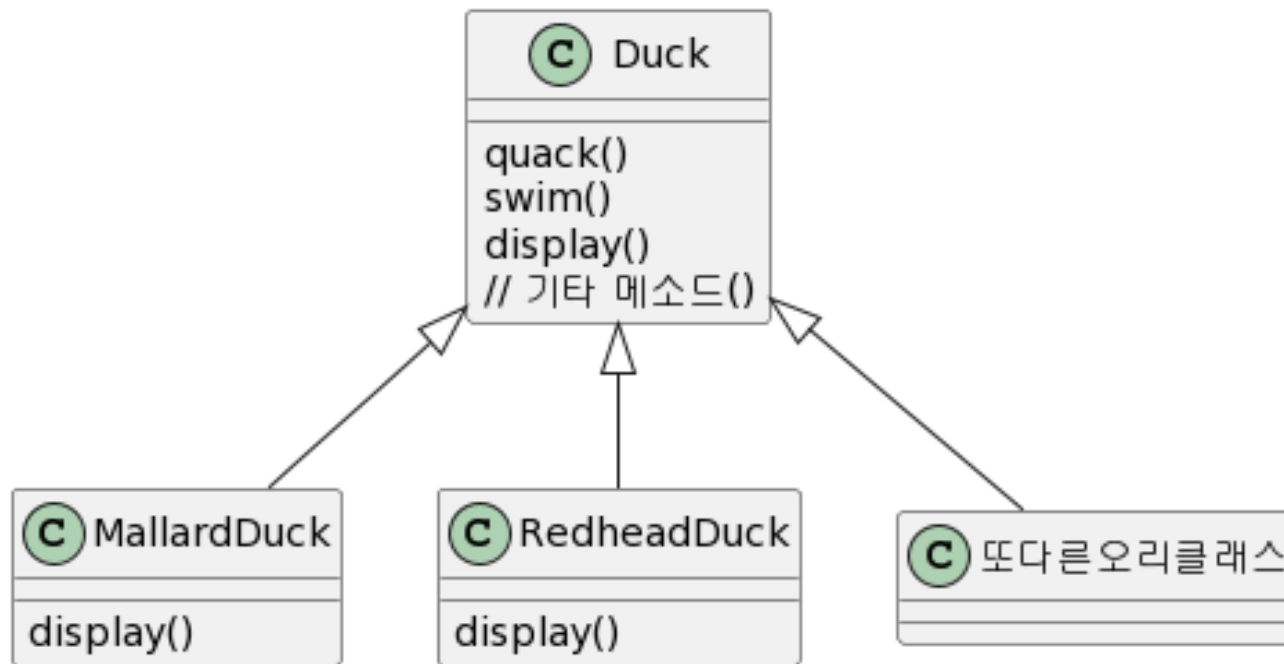 C Duck
quack()
swim()
display()
// 기타 메소드()
C MallardDuck
display()
C RedheadDuck
display()
C 또다른오리클래스